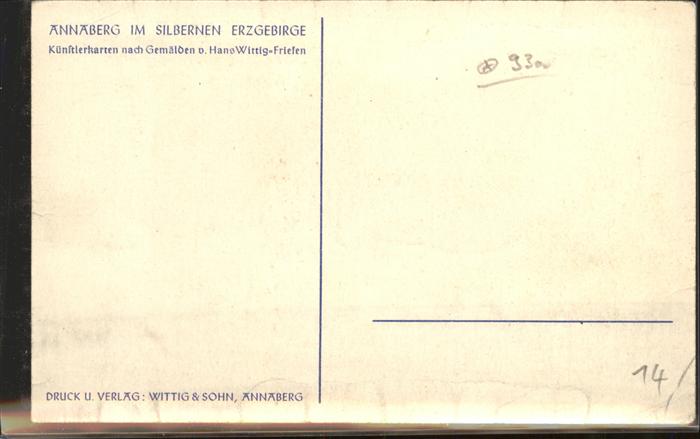 ANNABERG IM SILBERNEN ERZGEBIRGE
Künstlerkarten nach Gemälden v. Hans Wittig-Friesen
DRUCK U. VERLAG: WITTIG & SOHN, ANNABERG
14/